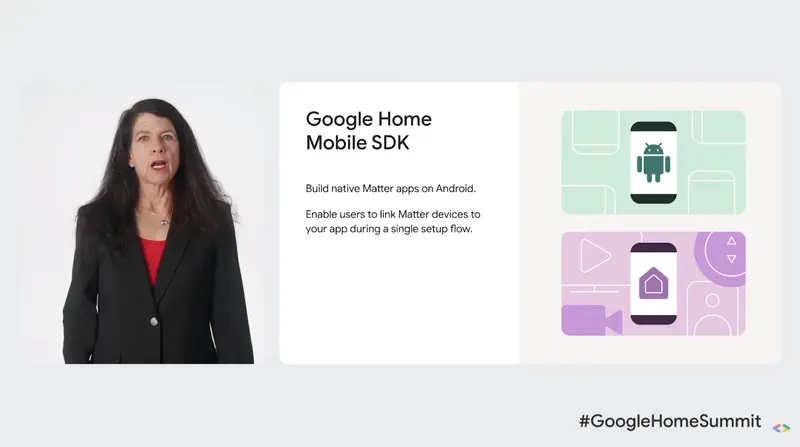 Google Home
Mobile SDK
Build native Matter apps on Android.
Enable users to link Matter devices to
your app during a single setup flow.
#GoogleHomeSummit